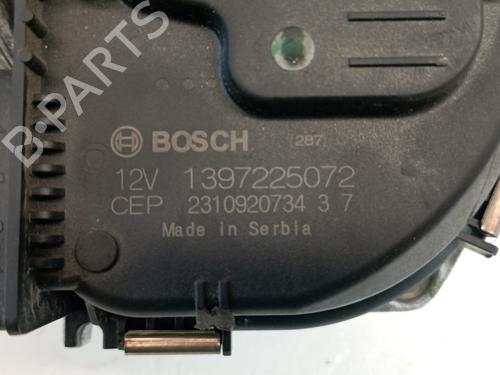 B-PARTS
BOSCH (287)
12V 1397225072
CEP 2310920734 3 7
Made in Serbia